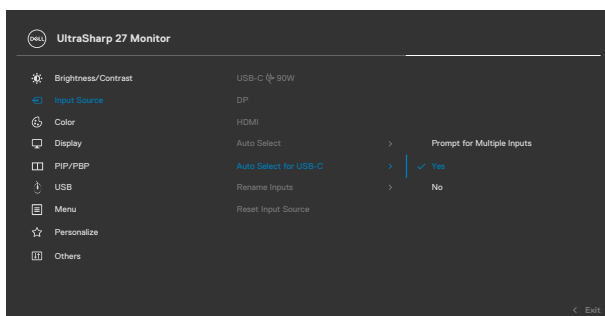 DELL UltraSharp 27 Monitor
Brightness/Contrast USB-C 90W
Input Source DP
Color HDMI
Display Auto Select > Prompt for Multiple Inputs
PIP/PBP Auto Select for USB-C > ✓ Yes
USB Rename Inputs > No
Menu Reset Input Source
Personalize
Others
< Exit